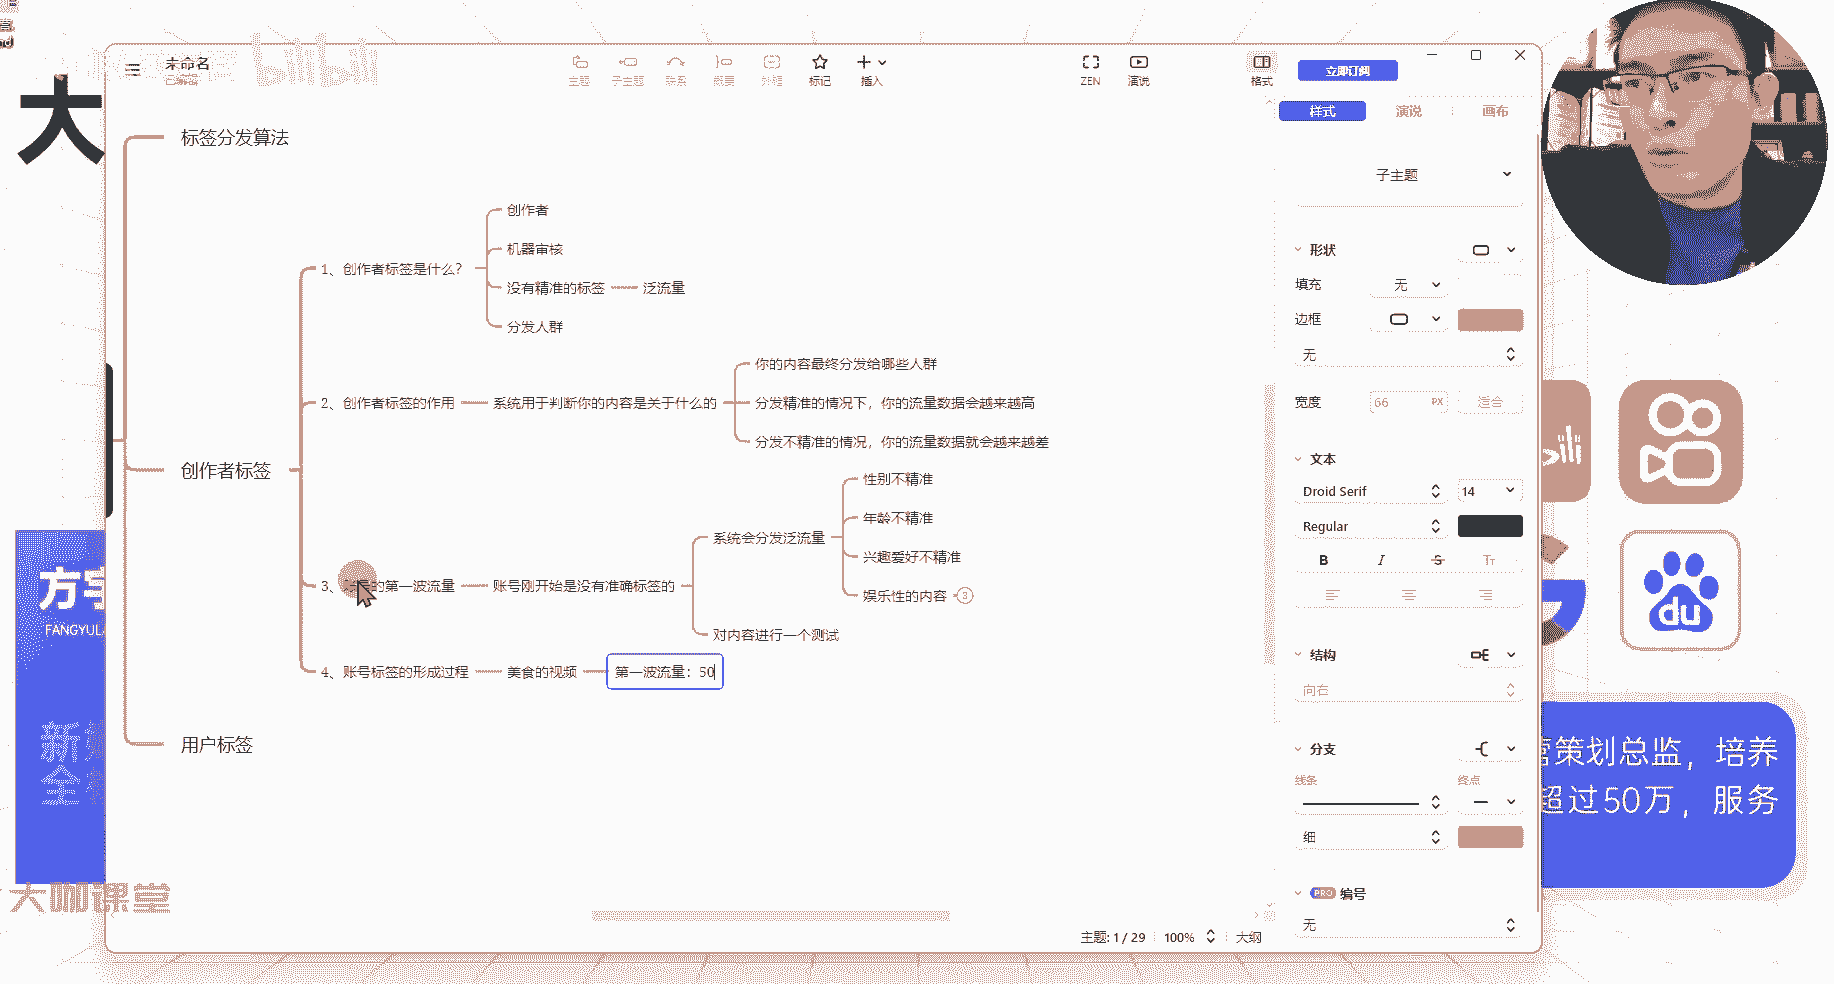 未命名
已编辑
bilibili
主题
子主题
联系
概要
外框
标记
插入
ZEN
演说
格式
立即订阅
样式
演说
画布
大
标签分发算法
创作者标签
1、创作者标签是什么？
创作者
机器审核
没有精准的标签
泛流量
分发人群
2、创作者标签的作用
系统用于判断你的内容是关于什么的
你的内容最终分发给哪些人群
分发精准的情况下，你的流量数据会越来越高
分发不精准的情况，你的流量数据就会越来越差
的第一波流量
3、
账号刚开始是没有准确标签的
系统会分发泛流量
性别不精准
年龄不精准
兴趣爱好不精准
娱乐性的内容
3
对内容进行一个测试
4、账号标签的形成过程
美食的视频
第一波流量：50
用户标签
子主题
形状
填充
无
边框
无
宽度
66
PX
适合
文本
Droid Serif
14
Regular
B
I
S
Tt
结构
向右
分支
线条
终点
细
PRO
编号
无
主题: 1 / 29
100%
大纲
方
FANGYU
新
全
大咖课堂
du
策划总监，培养
超过50万，服务